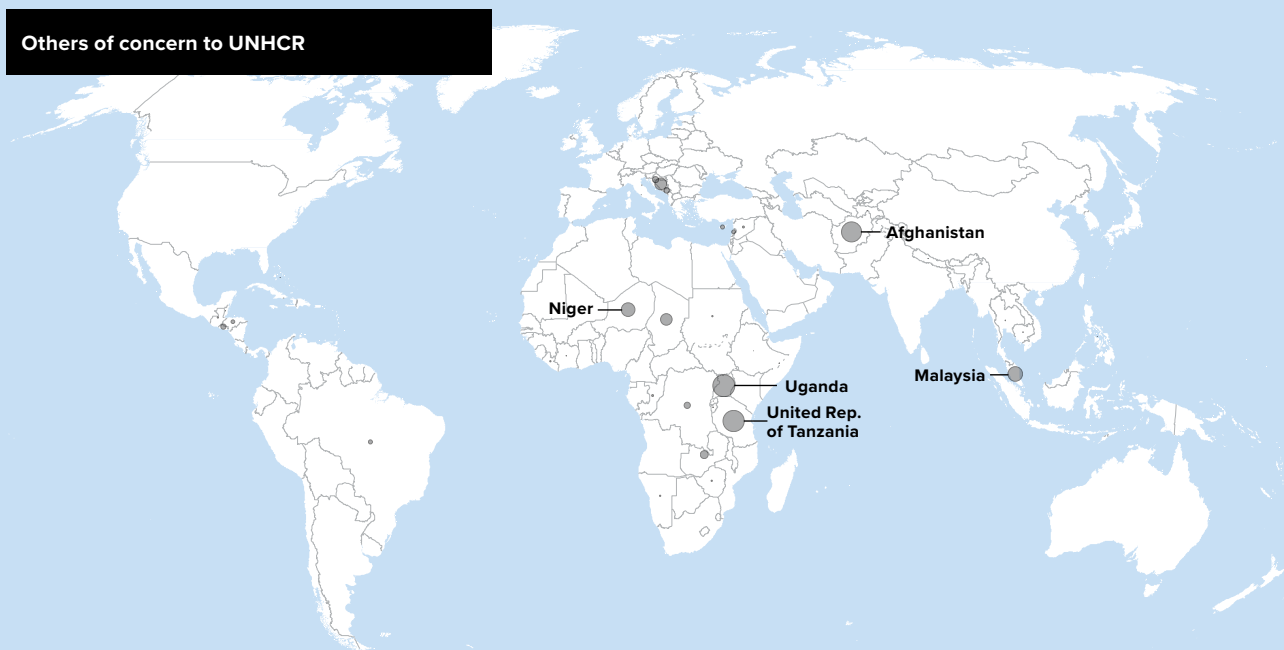 Others of concern to UNHCR
Afghanistan
Niger
Malaysia
Uganda
United Rep.
of Tanzania